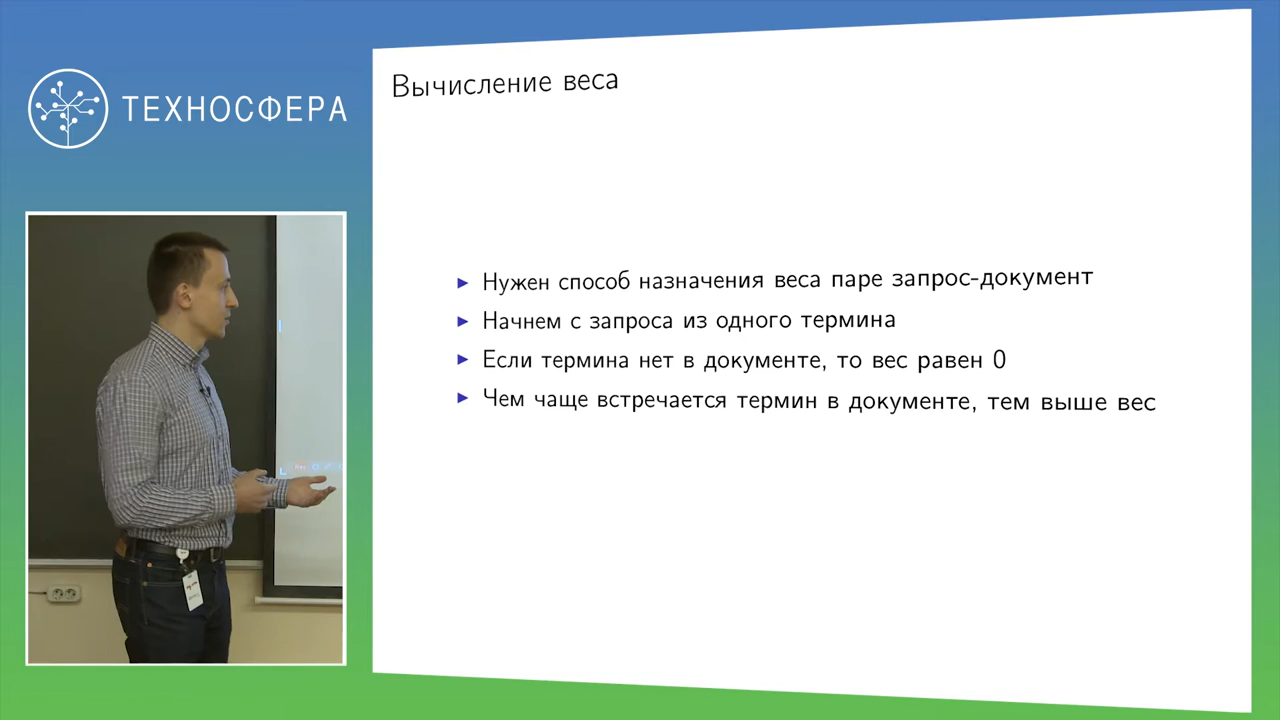 ТЕХНОСФЕРА
Вычисление веса
Нужен способ назначения веса паре запрос-документ
Начнем с запроса из одного термина
Если термина нет в документе, то вес равен 0
Чем чаще встречается термин в документе, тем выше вес